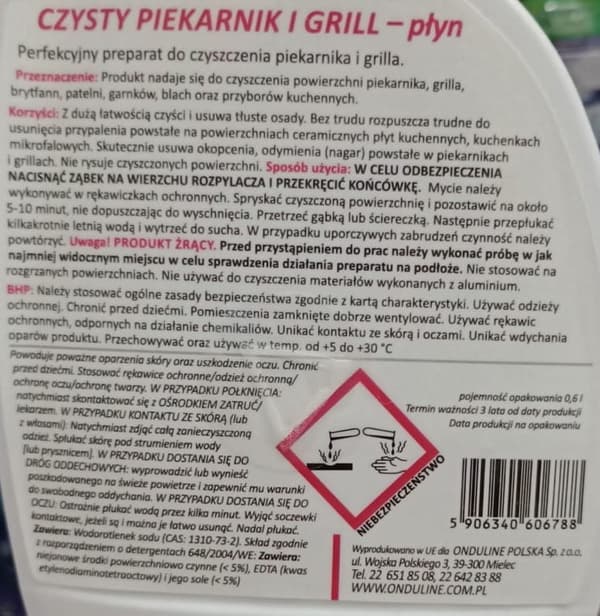 CZYSTY PIEKARNIK I GRILL – płyn
Perfekcyjny preparat do czyszczenia piekarnika i grilla.
Przeznaczenie: Produkt nadaje się do czyszczenia powierzchni piekarnika, grilla,
brytfann, patelni, garnków, blach oraz przyborów kuchennych.
Korzyści: Z dużą łatwością czyści i usuwa tłuste osady. Bez trudu rozpuszcza trudne do
usunięcia przypalenia powstałe na powierzchniach ceramicznych płyt kuchennych, kuchenkach
mikrofalowych. Skutecznie usuwa okopcenia, odymienia (nagar) powstałe w piekarnikach
i grillach. Nie rysuje czyszczonych powierzchni. Sposób użycia: W CELU ODBEZPIECZENIA
NACISNĄĆ ZĄBEK NA WIERZCHU ROZPYLACZA I PRZEKRĘCIĆ KOŃCÓWKĘ. Mycie należy
wykonywać w rękawiczkach ochronnych. Spryskać czyszczoną powierzchnię i pozostawić na około
5-10 minut, nie dopuszczając do wyschnięcia. Przetrzeć gąbką lub ściereczką. Następnie przepłukać
kilkakrotnie letnią wodą i wytrzeć do sucha. W przypadku uporczywych zabrudzeń czynność należy
powtórzyć. Uwaga! PRODUKT ŻRĄCY. Przed przystąpieniem do prac należy wykonać próbę w jak
najmniej widocznym miejscu w celu sprawdzenia działania preparatu na podłoże. Nie stosować na
rozgrzanych powierzchniach. Nie używać do czyszczenia materiałów wykonanych z aluminium.
BHP: Należy stosować ogólne zasady bezpieczeństwa zgodnie z kartą charakterystyki. Używać odzieży
ochronnej. Chronić przed dziećmi. Pomieszczenia zamknięte dobrze wentylować. Używać rękawic
ochronnych, odpornych na działanie chemikaliów. Unikać kontaktu ze skórą i oczami. Unikać wdychania
oparów produktu. Przechowywać oraz używać w temp. od +5 do +30 °C
Powoduje poważne oparzenia skóry oraz uszkodzenie oczu. Chronić
przed dziećmi. Stosować rękawice ochronne/odzież ochronną/
ochronę oczu/ochronę twarzy. W PRZYPADKU POŁKNIĘCIA:
natychmiast skontaktować się z OŚRODKIEM ZATRUĆ/
lekarzem. W PRZYPADKU KONTAKTU ZE SKÓRĄ (lub
z włosami): Natychmiast zdjąć całą zanieczyszczoną
odzież. Spłukać skórę pod strumieniem wody
[lub prysznicem]. W PRZYPADKU DOSTANIA SIĘ DO
DRÓG ODDECHOWYCH: wyprowadzić lub wynieść
poszkodowanego na świeże powietrze i zapewnić mu warunki
do swobodnego oddychania. W PRZYPADKU DOSTANIA SIĘ DO
OCZU: Ostrożnie płukać wodą przez kilka minut. Wyjąć soczewki
kontaktowe, jeżeli są i można je łatwo usunąć. Nadal płukać.
Zawiera: Wodorotlenek sodu (CAS: 1310-73-2). Skład zgodnie
z rozporządzeniem o detergentach 648/2004/WE: Zawiera:
niejonowe środki powierzchniowo czynne (< 5%), EDTA (kwas
etylenodiaminotetraoctowy) i jego sole (< 5%)
NIEBEZPIECZEŃSTWO
pojemność opakowania 0,6 l
Termin ważności 3 lata od daty produkcji
Data produkcji na opakowaniu
5 906340 606788
Wyprodukowano w UE dla ONDULINE POLSKA Sp. z o.o.
ul. Wojska Polskiego 3, 39-300 Mielec
Tel. 22 651 85 08, 22 642 83 88
WWW.ONDULINE.COM.PL